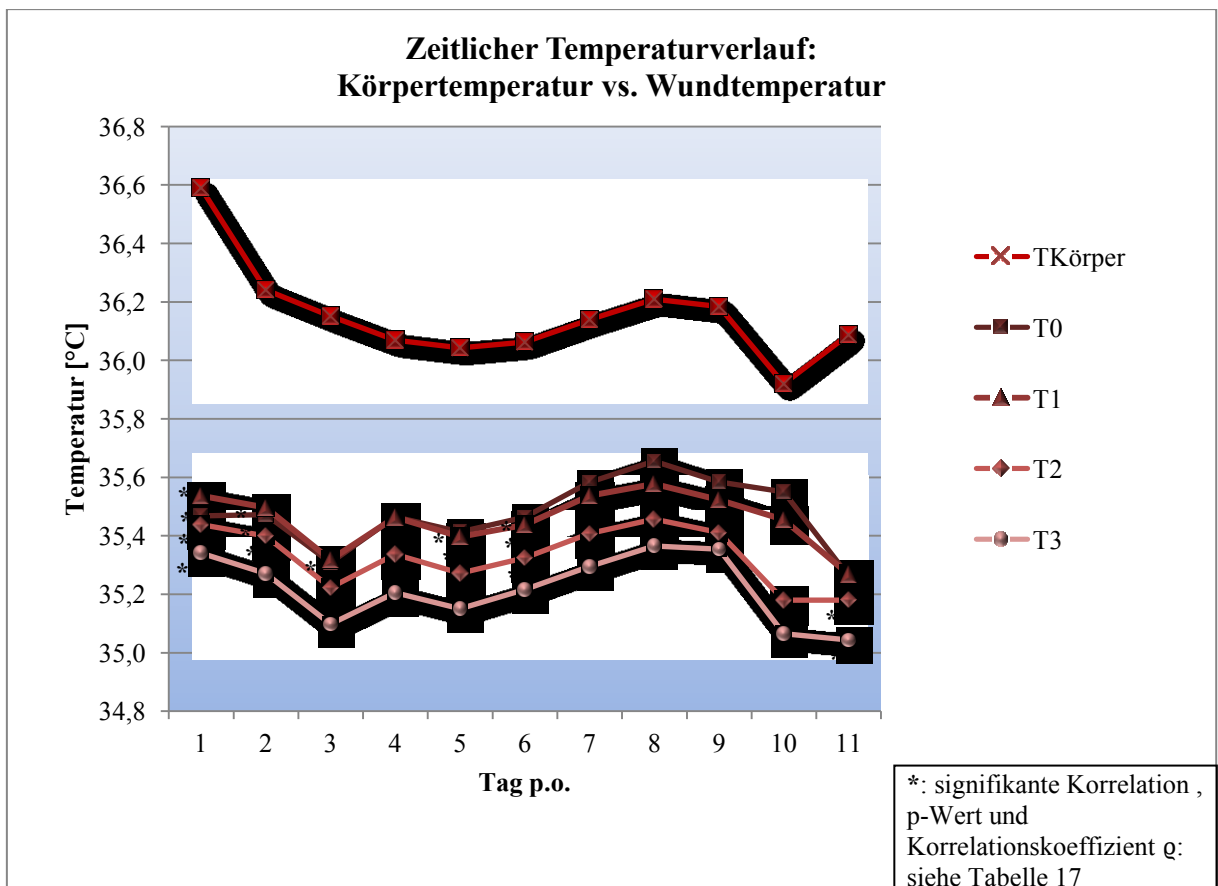 Zeitlicher Temperaturverlauf:
Körpertemperatur vs. Wundtemperatur
Temperatur [°C]
36,8
36,6
36,4
36,2
36,0
35,8
35,6
35,4
35,2
35,0
34,8
1 2 3 4 5 6 7 8 9 10 11
Tag p.o.
TKörper
T0
T1
T2
T3
*: signifikante Korrelation ,
p-Wert und
Korrelationskoeffizient ϱ:
siehe Tabelle 17